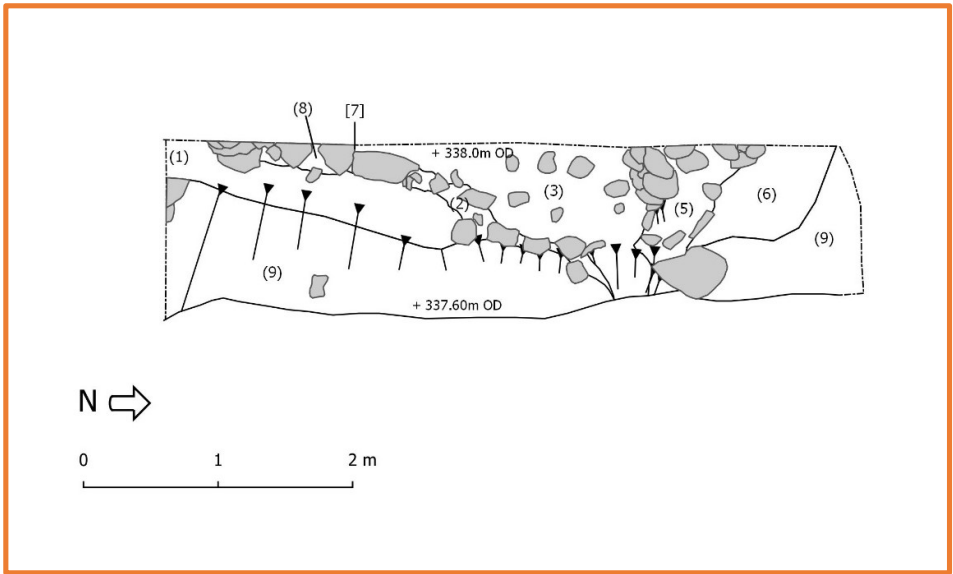 (8) [7]
(1)
+ 338.0m OD
(3)
(2)
(5)
(6)
(9)
(9)
+ 337.60m OD
N
0 1 2 m